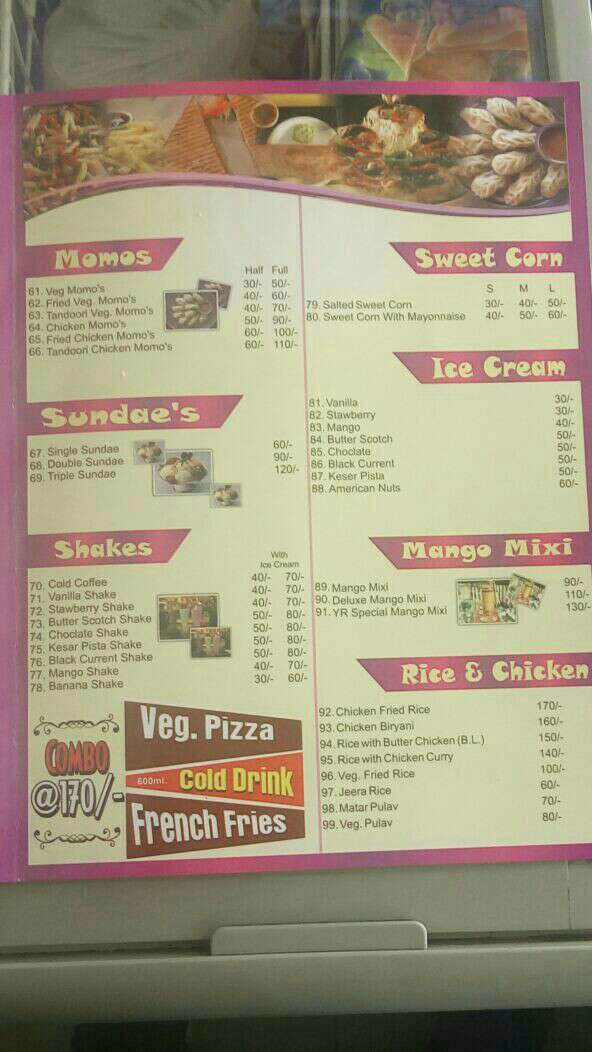 Momos
Half Full
61. Veg Momo's 30/- 50/-
62. Fried Veg. Momo's 40/- 60/-
63. Tandoori Veg. Momo's 40/- 70/-
64. Chicken Momo's 50/- 90/-
65. Fried Chicken Momo's 60/- 100/-
66. Tandoori Chicken Momo's 60/- 110/-
Sundae's
67. Single Sundae 60/-
68. Double Sundae 90/-
69. Triple Sundae 120/-
Shakes
With
Ice Cream
70. Cold Coffee 40/- 70/-
71. Vanilla Shake 40/- 70/-
72. Stawberry Shake 40/- 70/-
73. Butter Scotch Shake 50/- 80/-
74. Choclate Shake 50/- 80/-
75. Kesar Pista Shake 50/- 80/-
76. Black Current Shake 50/- 80/-
77. Mango Shake 40/- 70/-
78. Banana Shake 30/- 60/-
COMBO
@170/-
Veg. Pizza
600ml. Cold Drink
French Fries
Sweet Corn
S M L
79. Salted Sweet Corn 30/- 40/- 50/-
80. Sweet Corn With Mayonnaise 40/- 50/- 60/-
Ice Cream
81. Vanilla 30/-
82. Stawberry 30/-
83. Mango 40/-
84. Butter Scotch 50/-
85. Choclate 50/-
86. Black Current 50/-
87. Keser Pista 50/-
88. American Nuts 60/-
Mango Mixi
89. Mango Mixi 90/-
90. Deluxe Mango Mixi 110/-
91. YR Special Mango Mixi 130/-
Rice & Chicken
92. Chicken Fried Rice 170/-
93. Chicken Biryani 160/-
94. Rice with Butter Chicken (B.L.) 150/-
95. Rice with Chicken Curry 140/-
96. Veg. Fried Rice 100/-
97. Jeera Rice 60/-
98. Matar Pulav 70/-
99. Veg. Pulav 80/-